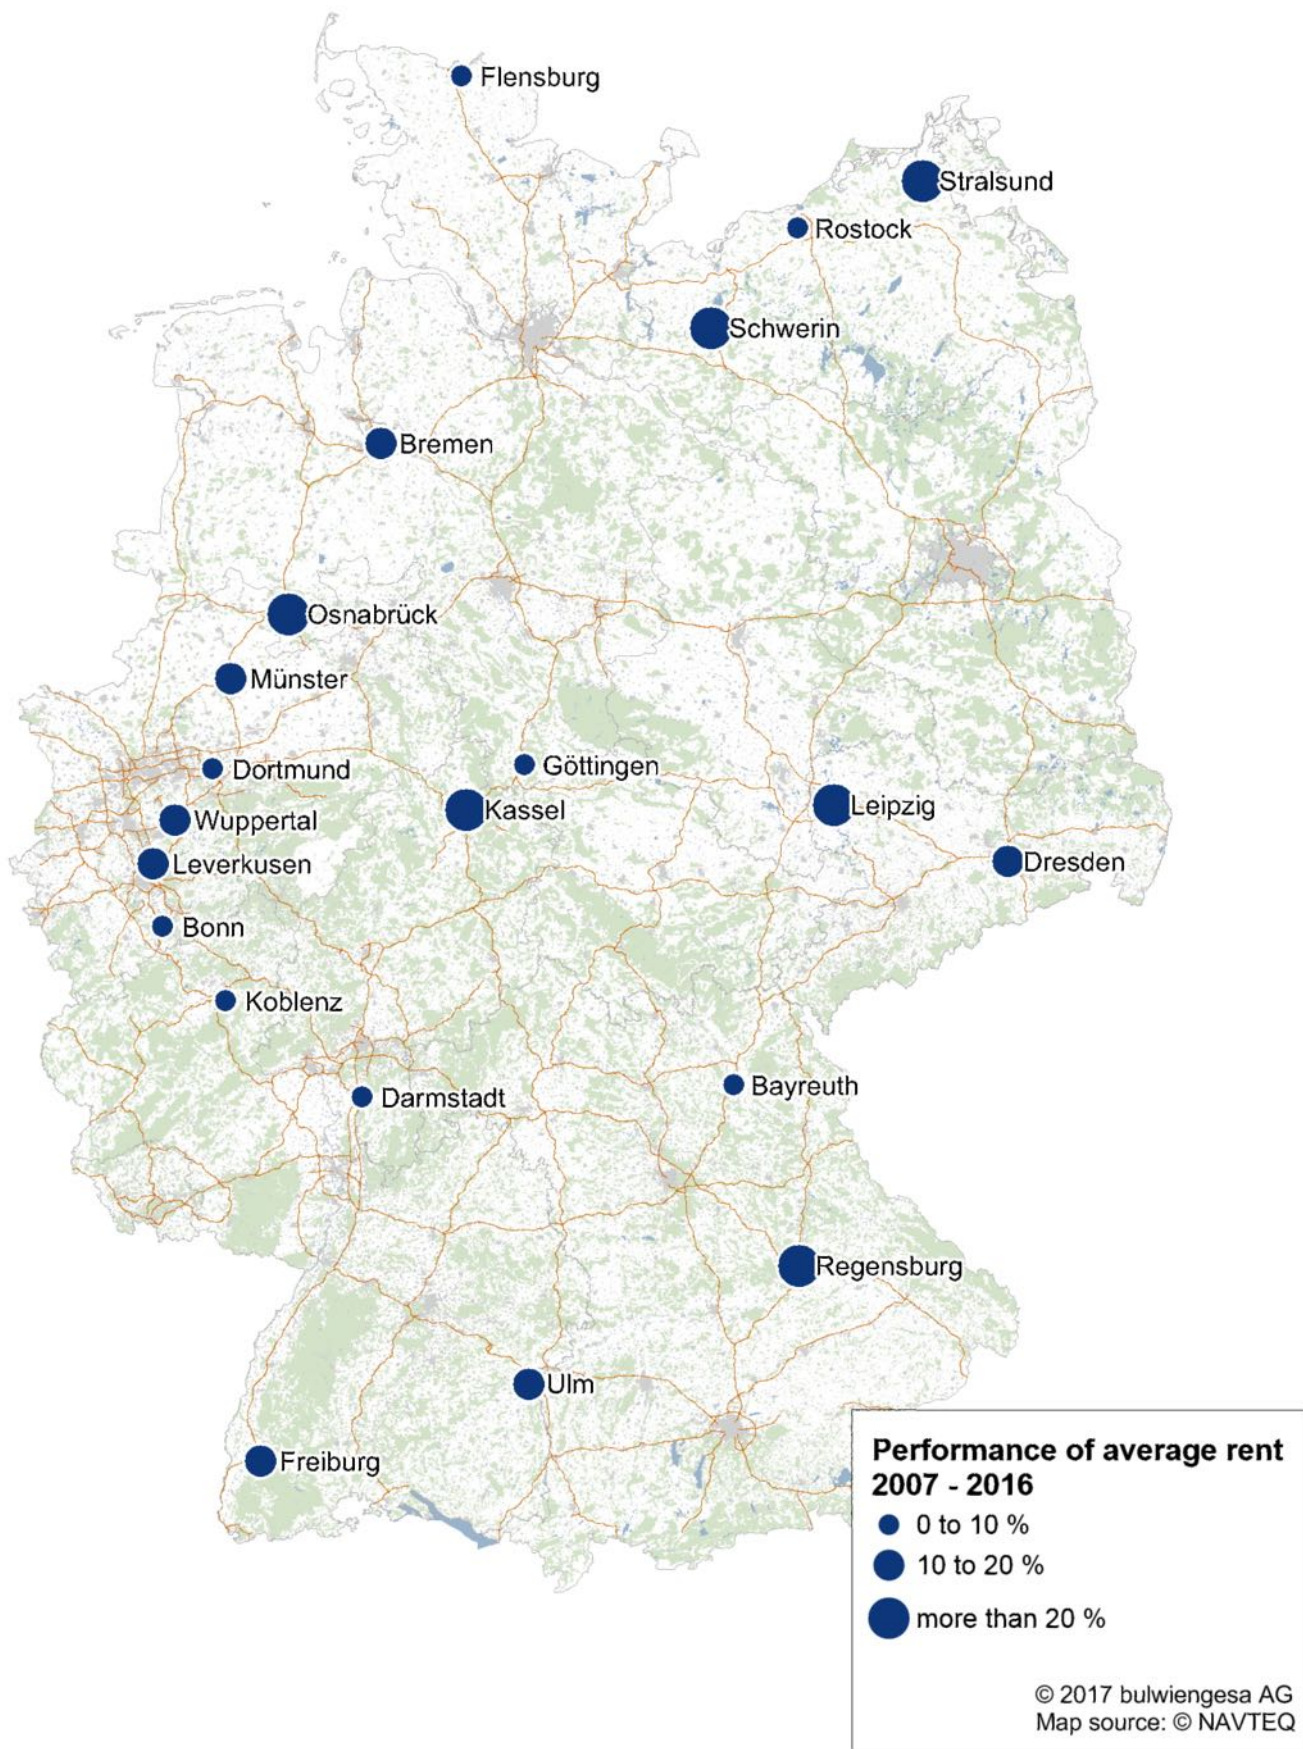 Flensburg
Stralsund
Rostock
Schwerin
Bremen
Osnabrück
Münster
Göttingen
Dortmund
Kassel
Leipzig
Wuppertal
Leverkusen
Dresden
Bonn
Koblenz
Bayreuth
Darmstadt
Regensburg
Ulm
Freiburg
Performance of average rent
2007 - 2016
0 to 10 %
10 to 20 %
more than 20 %
© 2017 bulwiengesa AG
Map source: © NAVTEQ